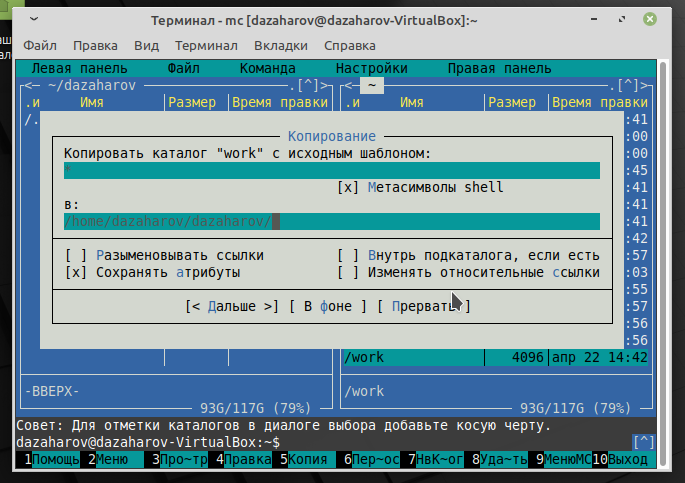 Терминал - mc [dazaharov@dazaharov-VirtualBox]:~
Файл Правка Вид Терминал Вкладки Справка
Левая панель Файл Команда Настройки Правая панель
<— ~/dazaharov .[^]> <— ~ .[^]>
.и Имя Размер Время правки .и Имя Размер Время правки
/. :41
Копирование :00
Копировать каталог "work" с исходным шаблоном: :00
* :45
[x] Метасимволы shell :41
в: :41
/home/dazaharov/dazaharov/ :41
:42
[ ] Разыменовывать ссылки [ ] Внутрь подкаталога, если есть :57
[x] Сохранять атрибуты [ ] Изменять относительные ссылки :03
:55
[< Дальше >] [ В фоне ] [ Прервать ] :57
:56
:56
/work 4096 апр 22 14:42
-ВВЕРХ- /work
93G/117G (79%) 93G/117G (79%)
Совет: Для отметки каталогов в диалоге выбора добавьте косую черту.
dazaharov@dazaharov-VirtualBox:~$ [^]
1Помощь 2Меню 3Про~тр 4Правка 5Копия 6Пер~ос 7НвК~ог 8Уда~ть 9МенюMC 10Выход